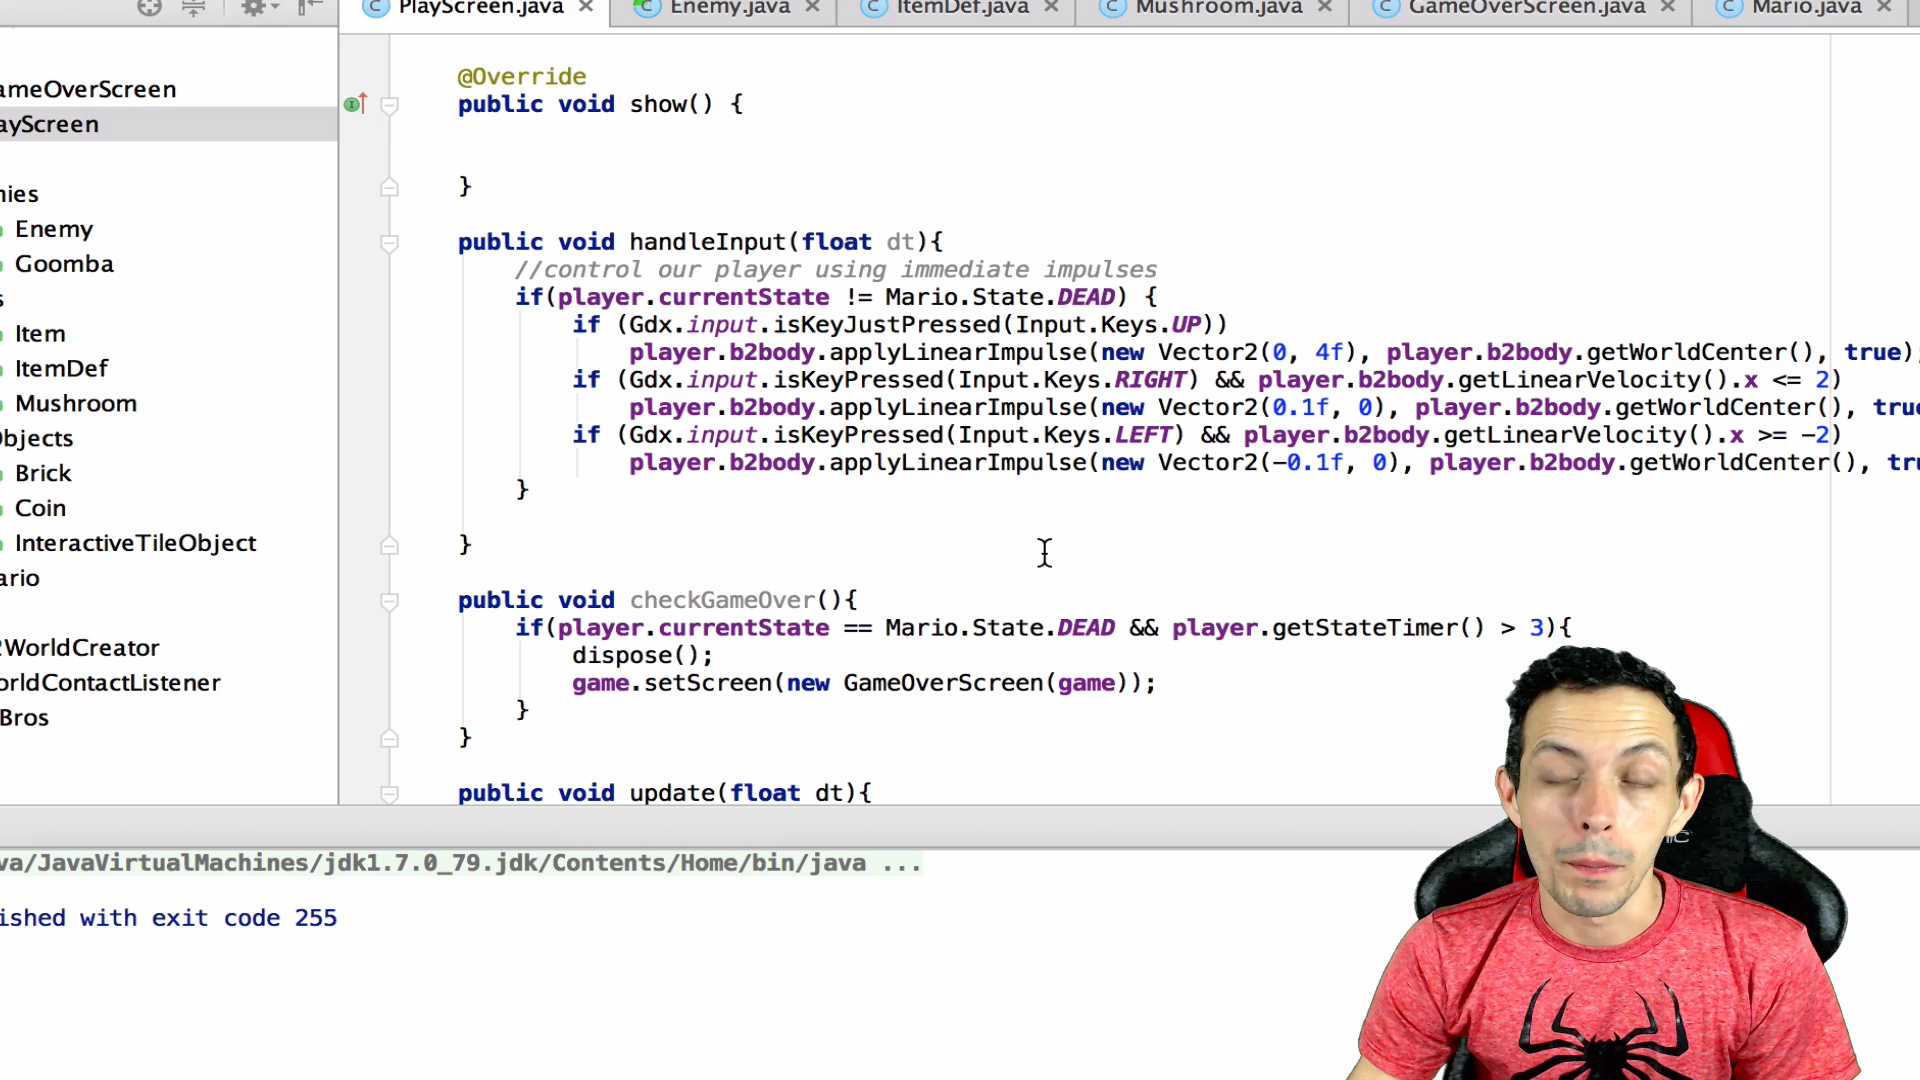 PlayScreen.java
Enemy.java
ItemDef.java
Mushroom.java
GameOverScreen.java
Mario.java
ameOverScreen
ayScreen
nies
Enemy
Goomba
s
Item
ItemDef
Mushroom
bjects
Brick
Coin
InteractiveTileObject
ario
2WorldCreator
orldContactListener
Bros
@Override
public void show() {
}
public void handleInput(float dt){
//control our player using immediate impulses
if(player.currentState != Mario.State.DEAD) {
if (Gdx.input.isKeyJustPressed(Input.Keys.UP))
player.b2body.applyLinearImpulse(new Vector2(0, 4f), player.b2body.getWorldCenter(), true);
if (Gdx.input.isKeyPressed(Input.Keys.RIGHT) && player.b2body.getLinearVelocity().x <= 2)
player.b2body.applyLinearImpulse(new Vector2(0.1f, 0), player.b2body.getWorldCenter(), true
if (Gdx.input.isKeyPressed(Input.Keys.LEFT) && player.b2body.getLinearVelocity().x >= -2)
player.b2body.applyLinearImpulse(new Vector2(-0.1f, 0), player.b2body.getWorldCenter(), tru
}
}
public void checkGameOver(){
if(player.currentState == Mario.State.DEAD && player.getStateTimer() > 3){
dispose();
game.setScreen(new GameOverScreen(game));
}
}
public void update(float dt){
va/JavaVirtualMachines/jdk1.7.0_79.jdk/Contents/Home/bin/java ...
ished with exit code 255